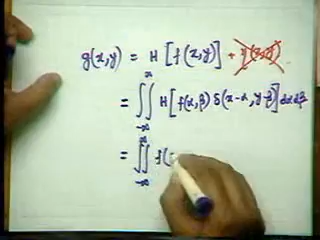 g(x,y) = H[f(x,y)] + η(x,y)
= ∬_{-∞}^{∞} H[f(α,β) δ(x-α, y-β)] dα dβ
= ∬_{-∞}^{∞} f(